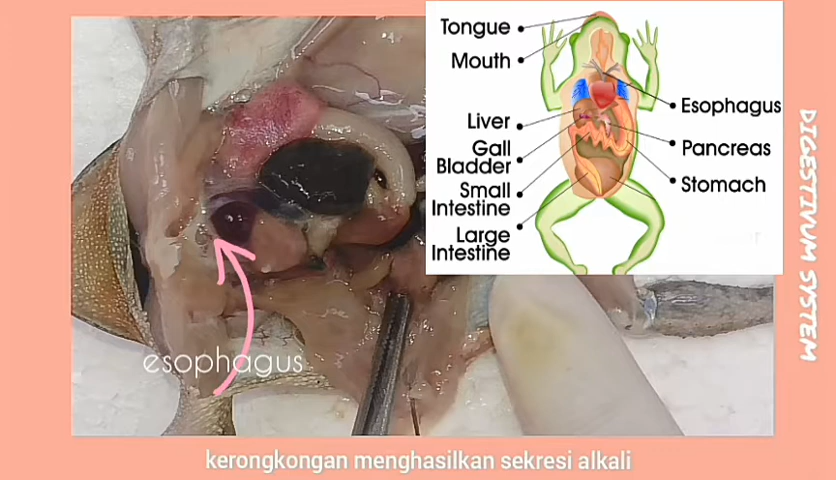 Tongue
Mouth
Liver
Gall
Bladder
Small
Intestine
Large
Intestine
Esophagus
Pancreas
Stomach
DIGESTIVUM SYSTEM
esophagus
kerongkongan menghasilkan sekresi alkali